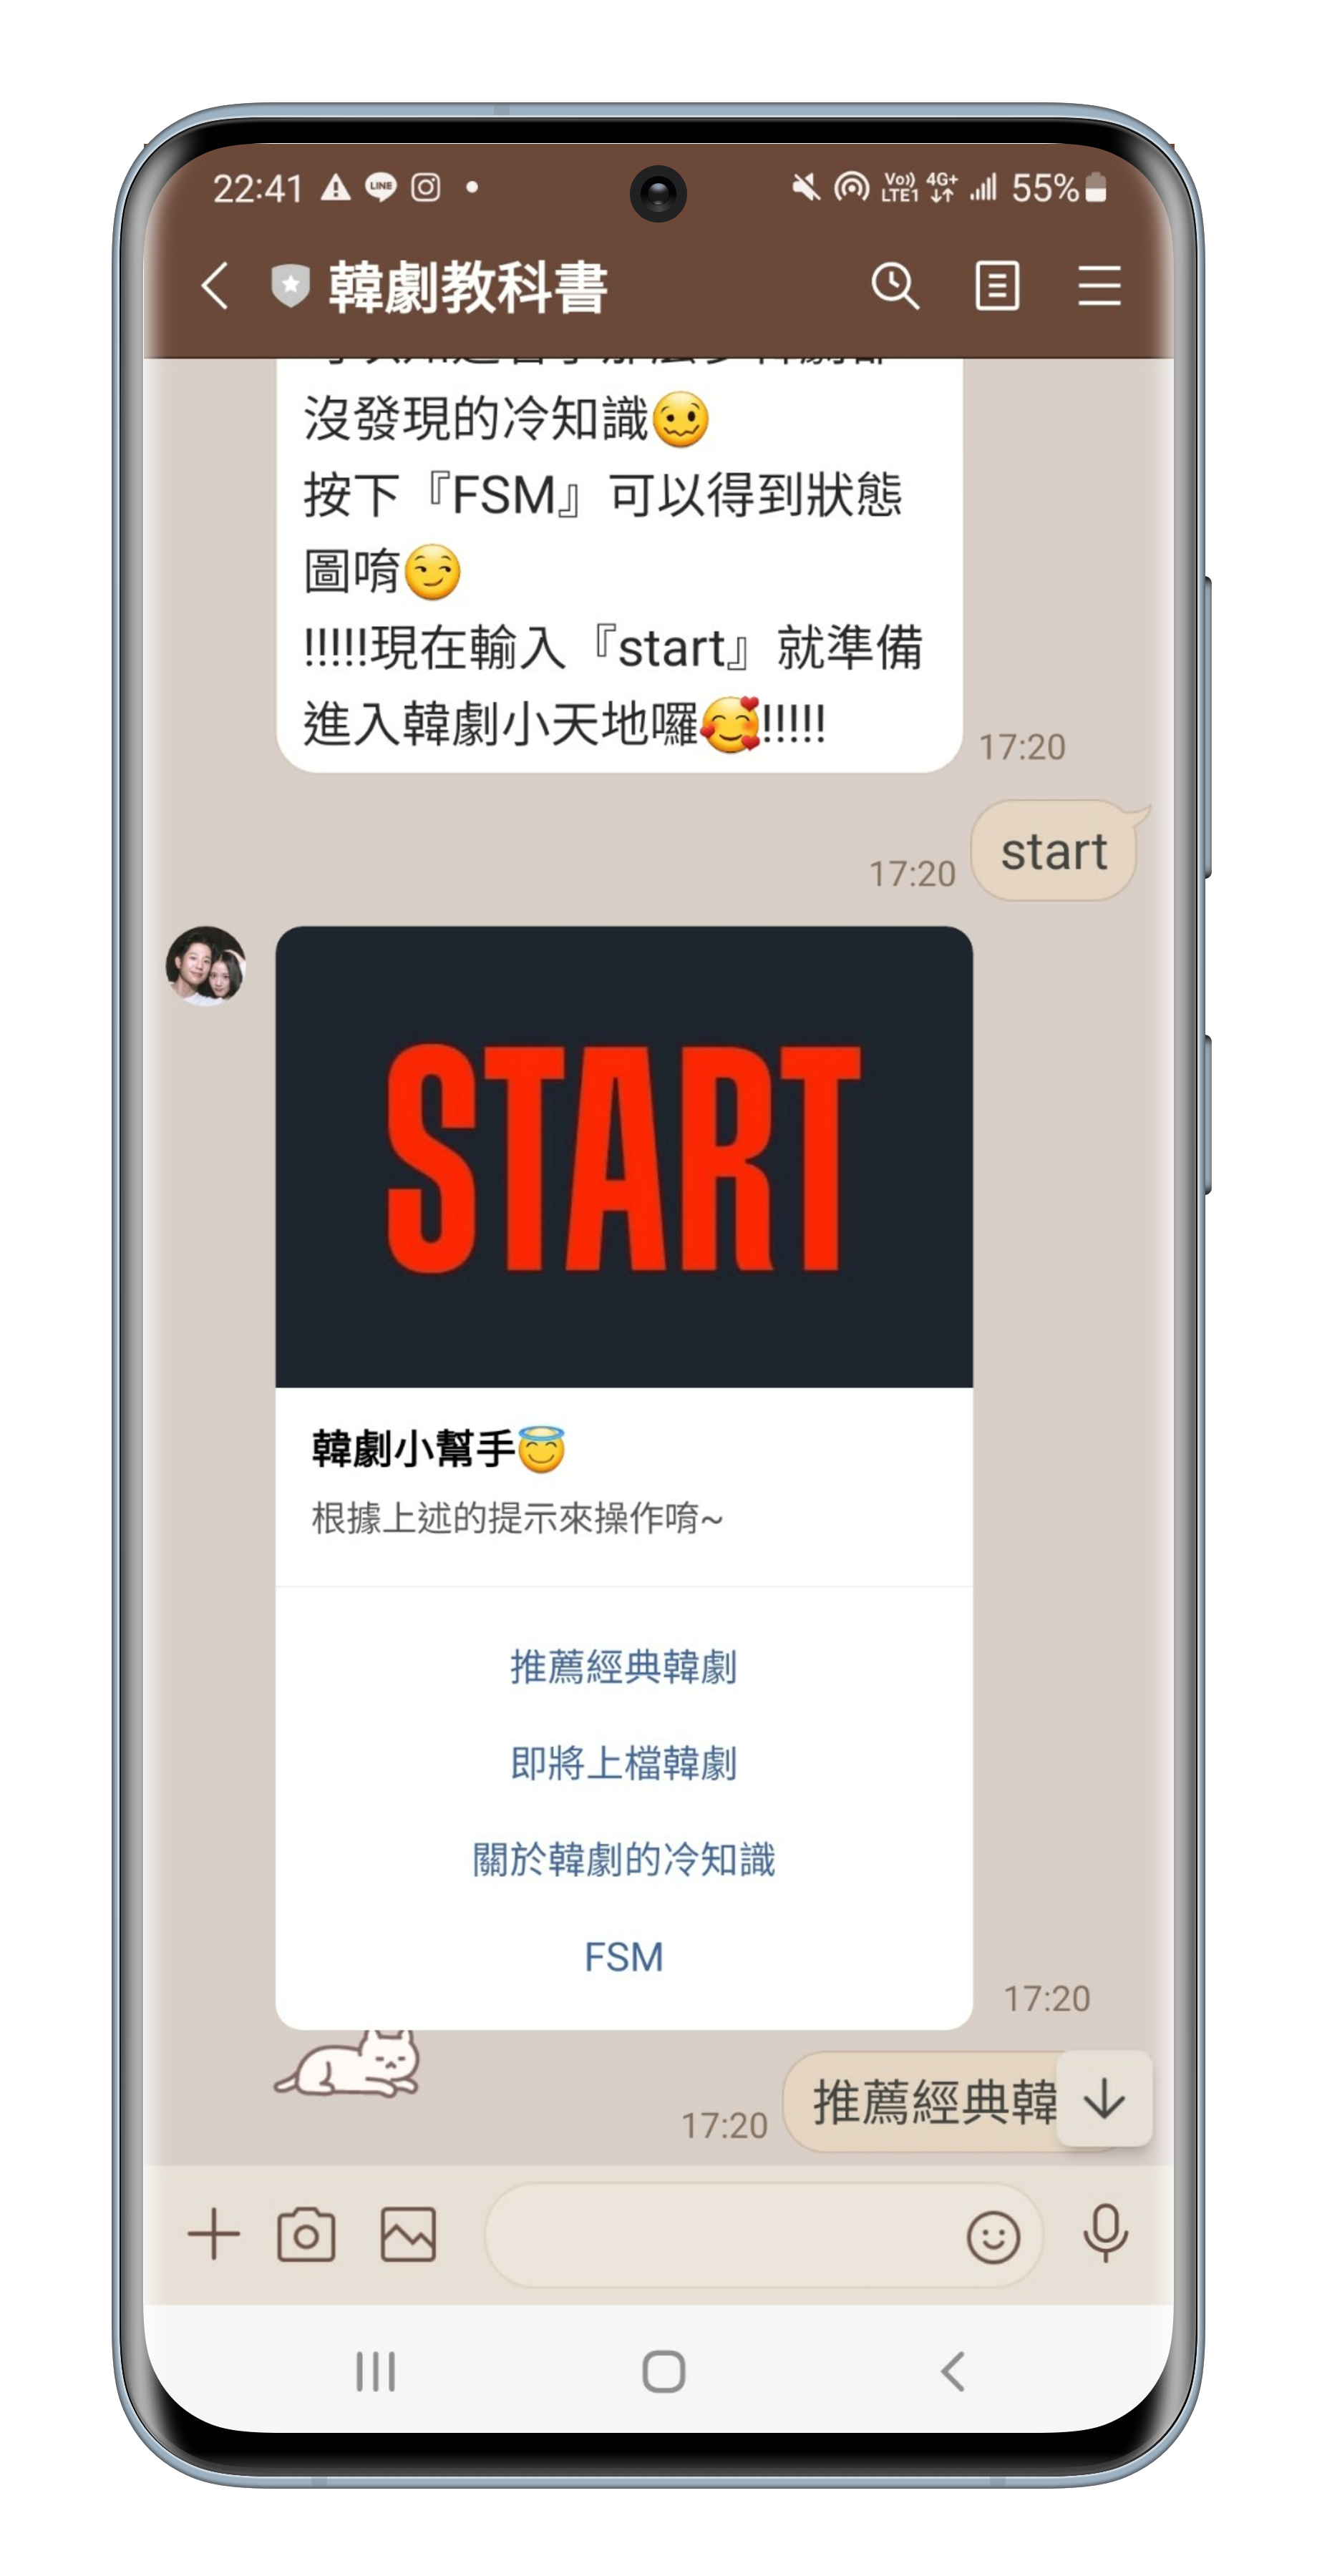 22:41 LINE Vo)) LTE1 4G+ 55%
韓劇教科書
沒發現的冷知識🥴
按下『FSM』可以得到狀態
圖唷😏
!!!!!現在輸入『start』就準備
進入韓劇小天地囉🥰!!!!!
17:20
start
17:20
START
韓劇小幫手😇
根據上述的提示來操作唷~
推薦經典韓劇
即將上檔韓劇
關於韓劇的冷知識
FSM
17:20
推薦經典韓
17:20